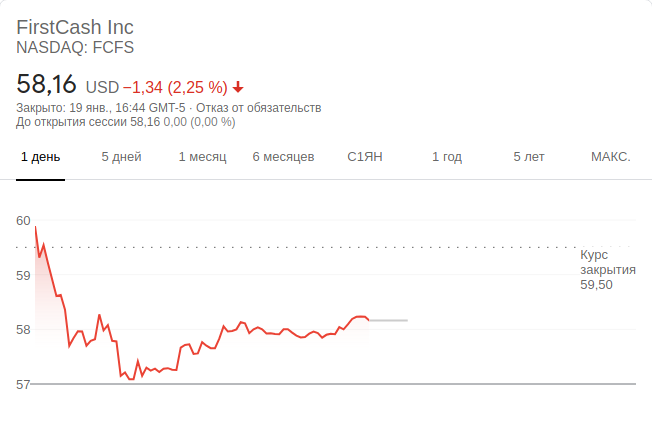 FirstCash Inc
NASDAQ: FCFS
58,16 USD −1,34 (2,25 %)
Закрыто: 19 янв., 16:44 GMT-5 · Отказ от обязательств
До открытия сессии 58,16 0,00 (0,00 %)
1 день 5 дней 1 месяц 6 месяцев С1ЯН 1 год 5 лет МАКС.
60
Курс
закрытия
59,50
59
58
57